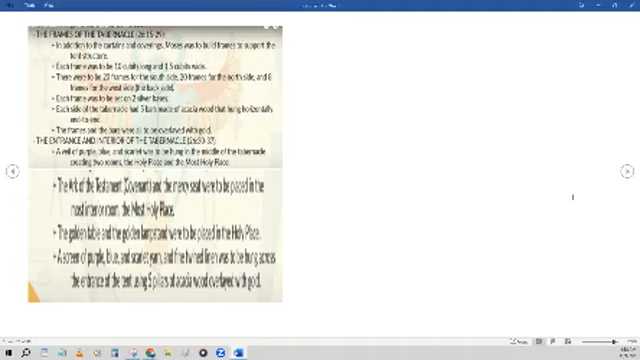 - THE FRAMES OF THE TABERNACLE (26:15-29):
In addition to the curtains and coverings, Moses was to build frames to support the
tent structure.
Each frame was to be 10 cubits long and 1.5 cubits wide.
There were to be 20 frames for the south side, 20 frames for the north side, and 8
frames for the west side (the back side).
Each frame was to be set on 2 silver bases.
Each side of the tabernacle had 5 bars made of acacia wood that hung horizontally
end-to-end.
The frames and the bars were all to be overlayed with gold.
- THE ENTRANCE AND INTERIOR OF THE TABERNACLE (26:30-37):
A veil of purple, blue, and scarlet was to be hung in the middle of the tabernacle
creating two rooms, the Holy Place and the Most Holy Place
The Ark of the Testament (Covenant) and the mercy seat were to be placed in the
most interior room, the Most Holy Place.
The golden table and the golden lampstand were to be placed in the Holy Place.
A screen of purple, blue, and scarlet yarn, and fine twined linen was to be hung across
the entrance of the tent using 5 pillars of acacia wood overlayed with gold.